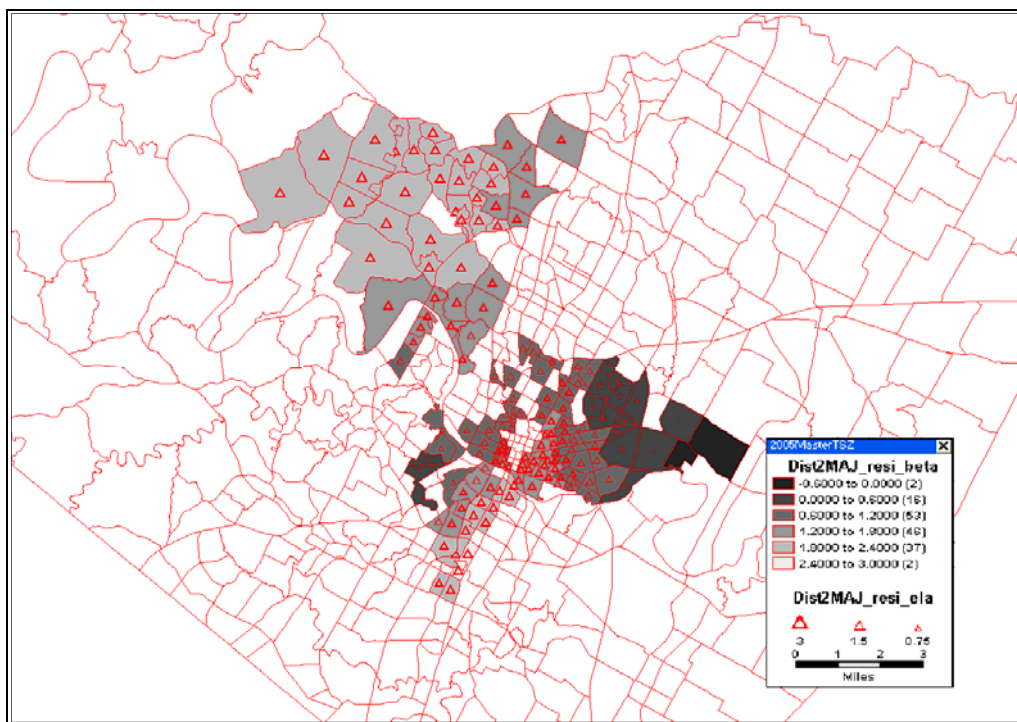 2005MasterTSZ
Dist2MAJ_resi_beta
-0.6000 to 0.0000 (2)
0.0000 to 0.6000 (16)
0.6000 to 1.2000 (53)
1.2000 to 1.8000 (46)
1.8000 to 2.4000 (37)
2.4000 to 3.0000 (2)
Dist2MAJ_resi_ela
3 1.5 0.75
0 1 2 3
Miles